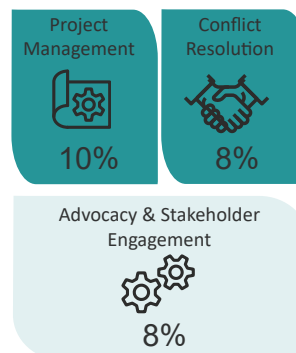 Project
Management
10%
Conflict
Resolution
8%
Advocacy & Stakeholder
Engagement
8%